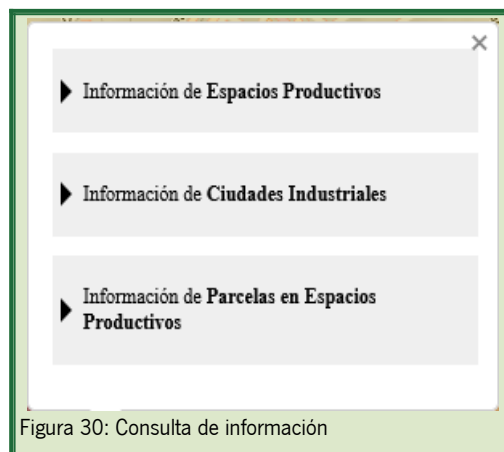 ×
Información de Espacios Productivos
Información de Ciudades Industriales
Información de Parcelas en Espacios
Productivos
Figura 30: Consulta de información